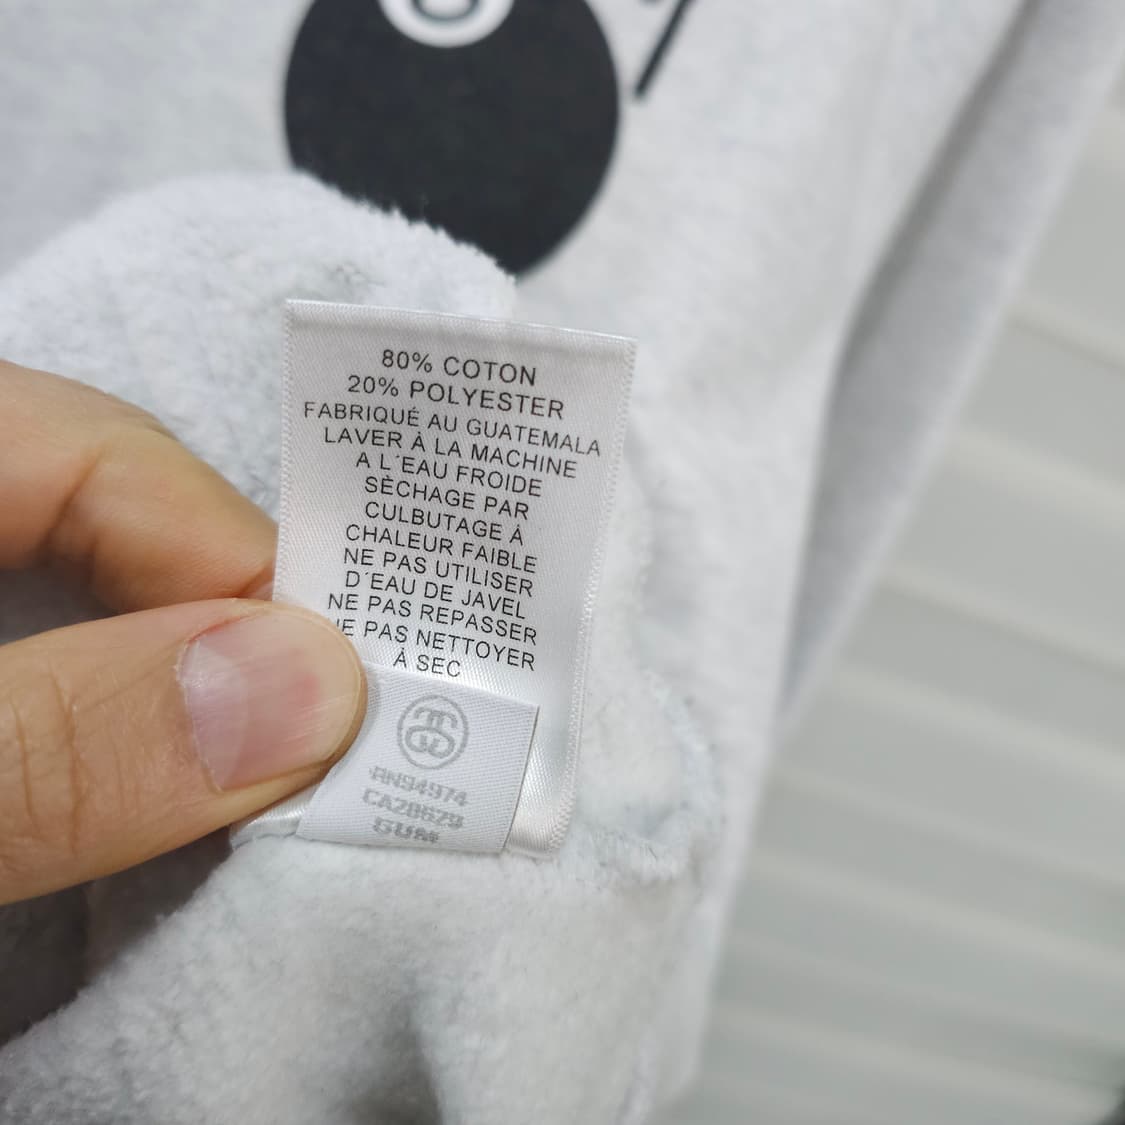 80% COTON
20% POLYESTER
FABRIQUÉ AU GUATEMALA
LAVER À LA MACHINE
A L´EAU FROIDE
SÈCHAGE PAR
CULBUTAGE À
CHALEUR FAIBLE
NE PAS UTILISER
D´EAU DE JAVEL
NE PAS REPASSER
NE PAS NETTOYER
À SEC
RN94974
CA28629
GUM